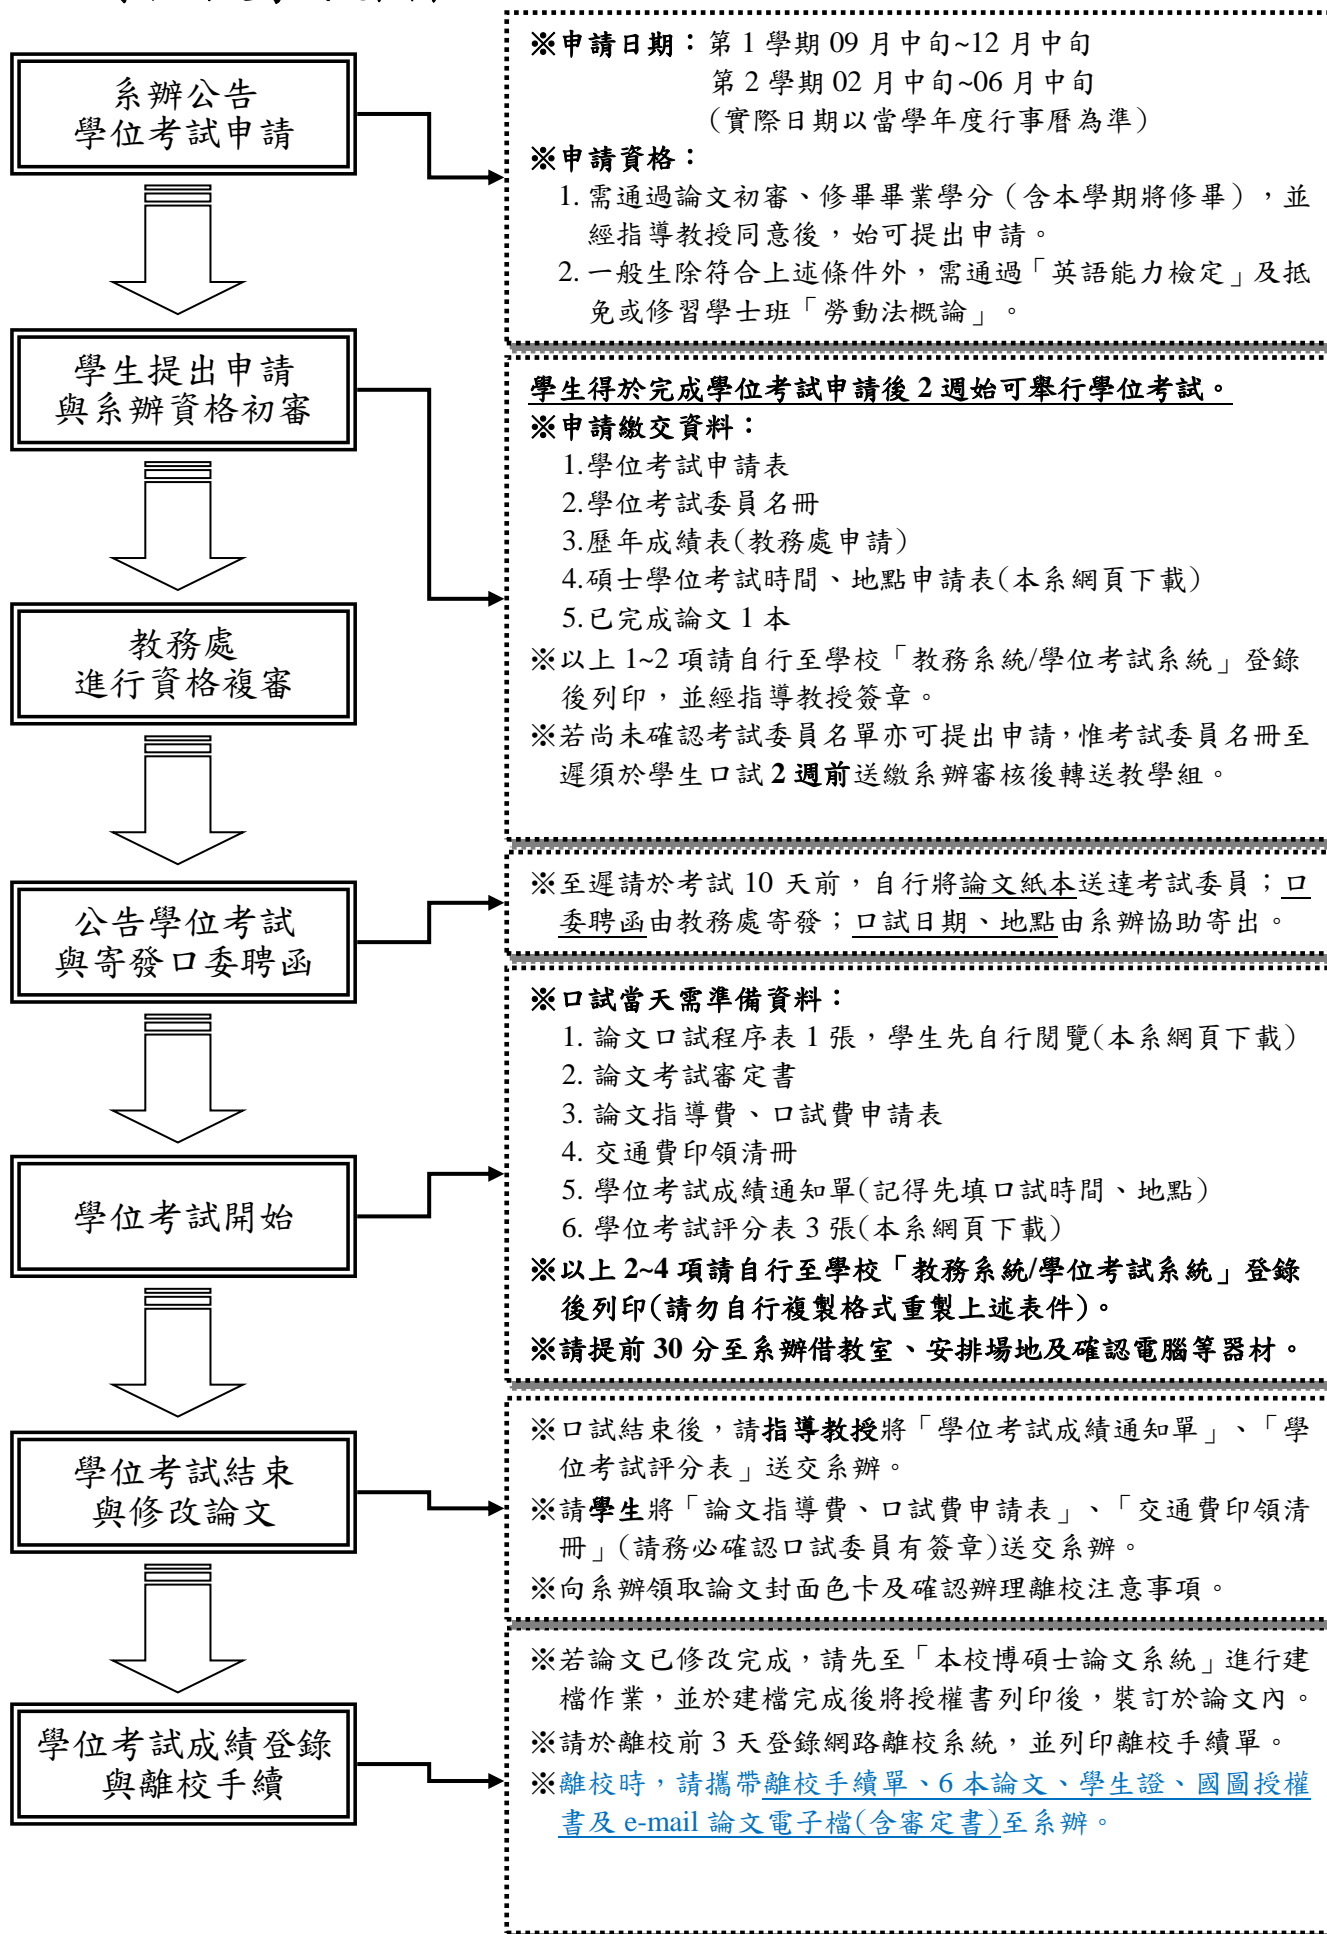 系辦公告
學位考試申請
※申請日期：第 1 學期 09 月中旬~12 月中旬
第 2 學期 02 月中旬~06 月中旬
(實際日期以當學年度行事曆為準)
※申請資格：
1. 需通過論文初審、修畢畢業學分（含本學期將修畢），並
經指導教授同意後，始可提出申請。
2. 一般生除符合上述條件外，需通過「英語能力檢定」及抵
免或修習學士班「勞動法概論」。
學生提出申請
與系辦資格初審
學生得於完成學位考試申請後 2 週始可舉行學位考試。
※申請繳交資料：
1.學位考試申請表
2.學位考試委員名冊
3.歷年成績表(教務處申請)
4.碩士學位考試時間、地點申請表(本系網頁下載)
5.已完成論文 1 本
※以上 1~2 項請自行至學校「教務系統/學位考試系統」登錄
後列印，並經指導教授簽章。
※若尚未確認考試委員名單亦可提出申請，惟考試委員名冊至
遲須於學生口試 2 週前送繳系辦審核後轉送教學組。
教務處
進行資格複審
公告學位考試
與寄發口委聘函
※至遲請於考試 10 天前，自行將論文紙本送達考試委員；口
委聘函由教務處寄發；口試日期、地點由系辦協助寄出。
學位考試開始
※口試當天需準備資料：
1. 論文口試程序表 1 張，學生先自行閱覽(本系網頁下載)
2. 論文考試審定書
3. 論文指導費、口試費申請表
4. 交通費印領清冊
5. 學位考試成績通知單(記得先填口試時間、地點)
6. 學位考試評分表 3 張(本系網頁下載)
※以上 2~4 項請自行至學校「教務系統/學位考試系統」登錄
後列印(請勿自行複製格式重製上述表件)。
※請提前 30 分至系辦借教室、安排場地及確認電腦等器材。
學位考試結束
與修改論文
※口試結束後，請指導教授將「學位考試成績通知單」、「學
位考試評分表」送交系辦。
※請學生將「論文指導費、口試費申請表」、「交通費印領清
冊」(請務必確認口試委員有簽章)送交系辦。
※向系辦領取論文封面色卡及確認辦理離校注意事項。
學位考試成績登錄
與離校手續
※若論文已修改完成，請先至「本校博碩士論文系統」進行建
檔作業，並於建檔完成後將授權書列印後，裝訂於論文內。
※請於離校前 3 天登錄網路離校系統，並列印離校手續單。
※離校時，請攜帶離校手續單、6 本論文、學生證、國圖授權
書及 e-mail 論文電子檔(含審定書)至系辦。